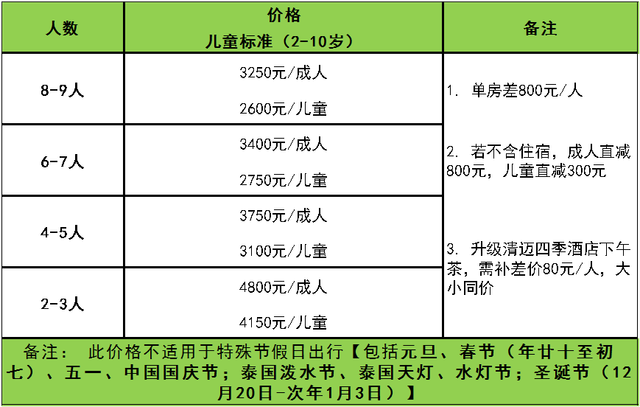 人数
价格
儿童标准（2-10岁）
备注
8-9人
3250元/成人
2600元/儿童
6-7人
3400元/成人
2750元/儿童
4-5人
3750元/成人
3100元/儿童
2-3人
4800元/成人
4150元/儿童
1. 单房差800元/人
2. 若不含住宿，成人直减
800元，儿童直减300元
3. 升级清迈四季酒店下午
茶，需补差价80元/人，大
小同价
备注： 此价格不适用于特殊节假日出行【包括元旦、春节（年廿十至初
七）、五一、中国国庆节；泰国泼水节、泰国天灯、水灯节；圣诞节（12
月20日-次年1月3日）】